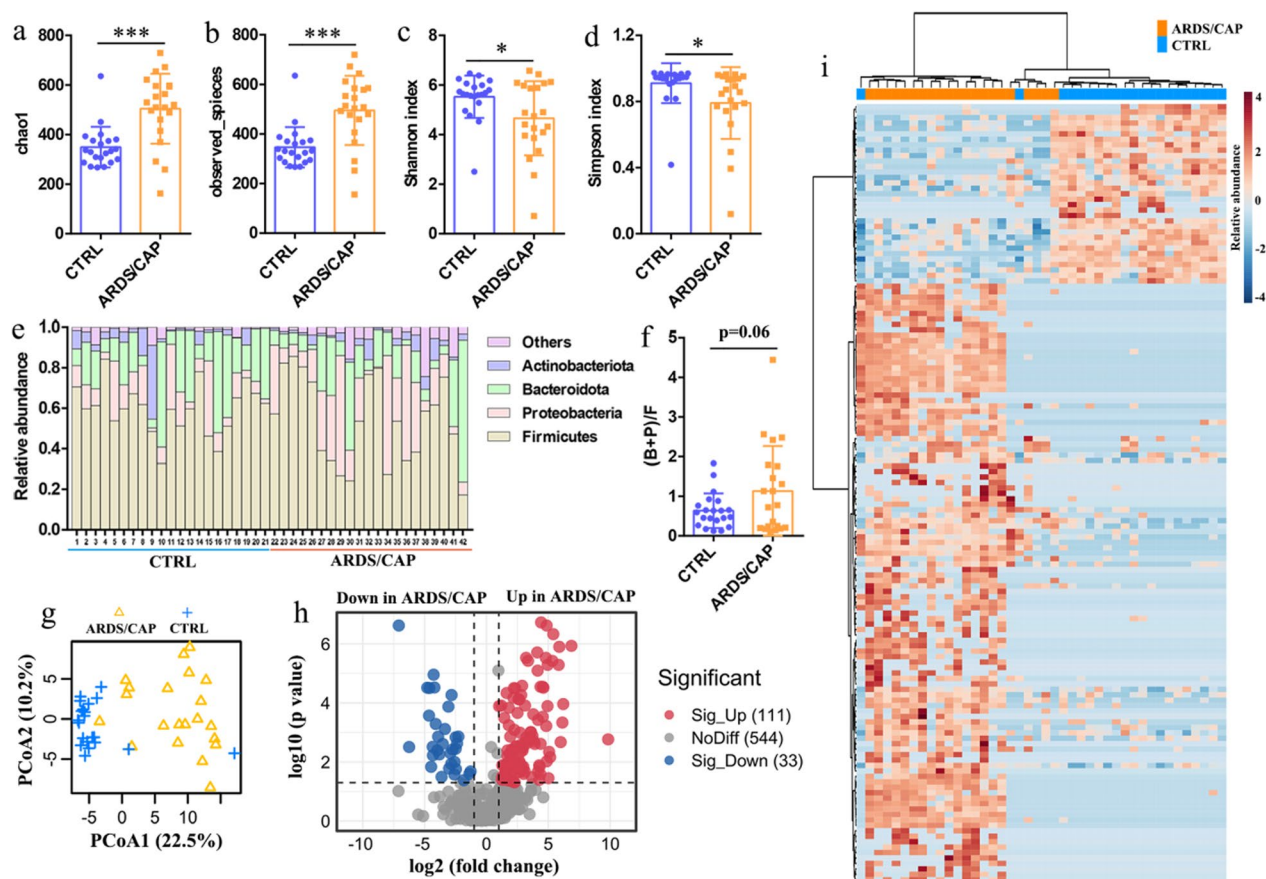 a
***
800
600
400
200
0
chao1
CTRL
ARDS/CAP
b
***
800
600
400
200
0
observed_spieces
CTRL
ARDS/CAP
c
*
8
6
4
2
0
Shannon index
CTRL
ARDS/CAP
d
*
1.2
0.8
0.4
0.0
Simpson index
CTRL
ARDS/CAP
e
1.0
0.8
0.6
0.4
0.2
0.0
Relative abundance
1 2 3 4 5 6 7 8 9 10 11 12 13 14 15 16 17 18 19 20 21 22 23 24 25 26 27 28 29 30 31 32 33 34 35 36 37 38 39 40 41 42
CTRL
ARDS/CAP
Others
Actinobacteriota
Bacteroidota
Proteobacteria
Firmicutes
f
p=0.06
5
4
3
2
1
0
(B+P)/F
CTRL
ARDS/CAP
g
ARDS/CAP
CTRL
5
0
-5
PCoA2 (10.2%)
-5 0 5 10 15
PCoA1 (22.5%)
h
Down in ARDS/CAP
Up in ARDS/CAP
6
4
2
0
log10 (p value)
-10 -5 0 5 10
log2 (fold change)
Significant
Sig_Up (111)
NoDiff (544)
Sig_Down (33)
i
ARDS/CAP
CTRL
4
2
0
-2
-4
Relative abundance